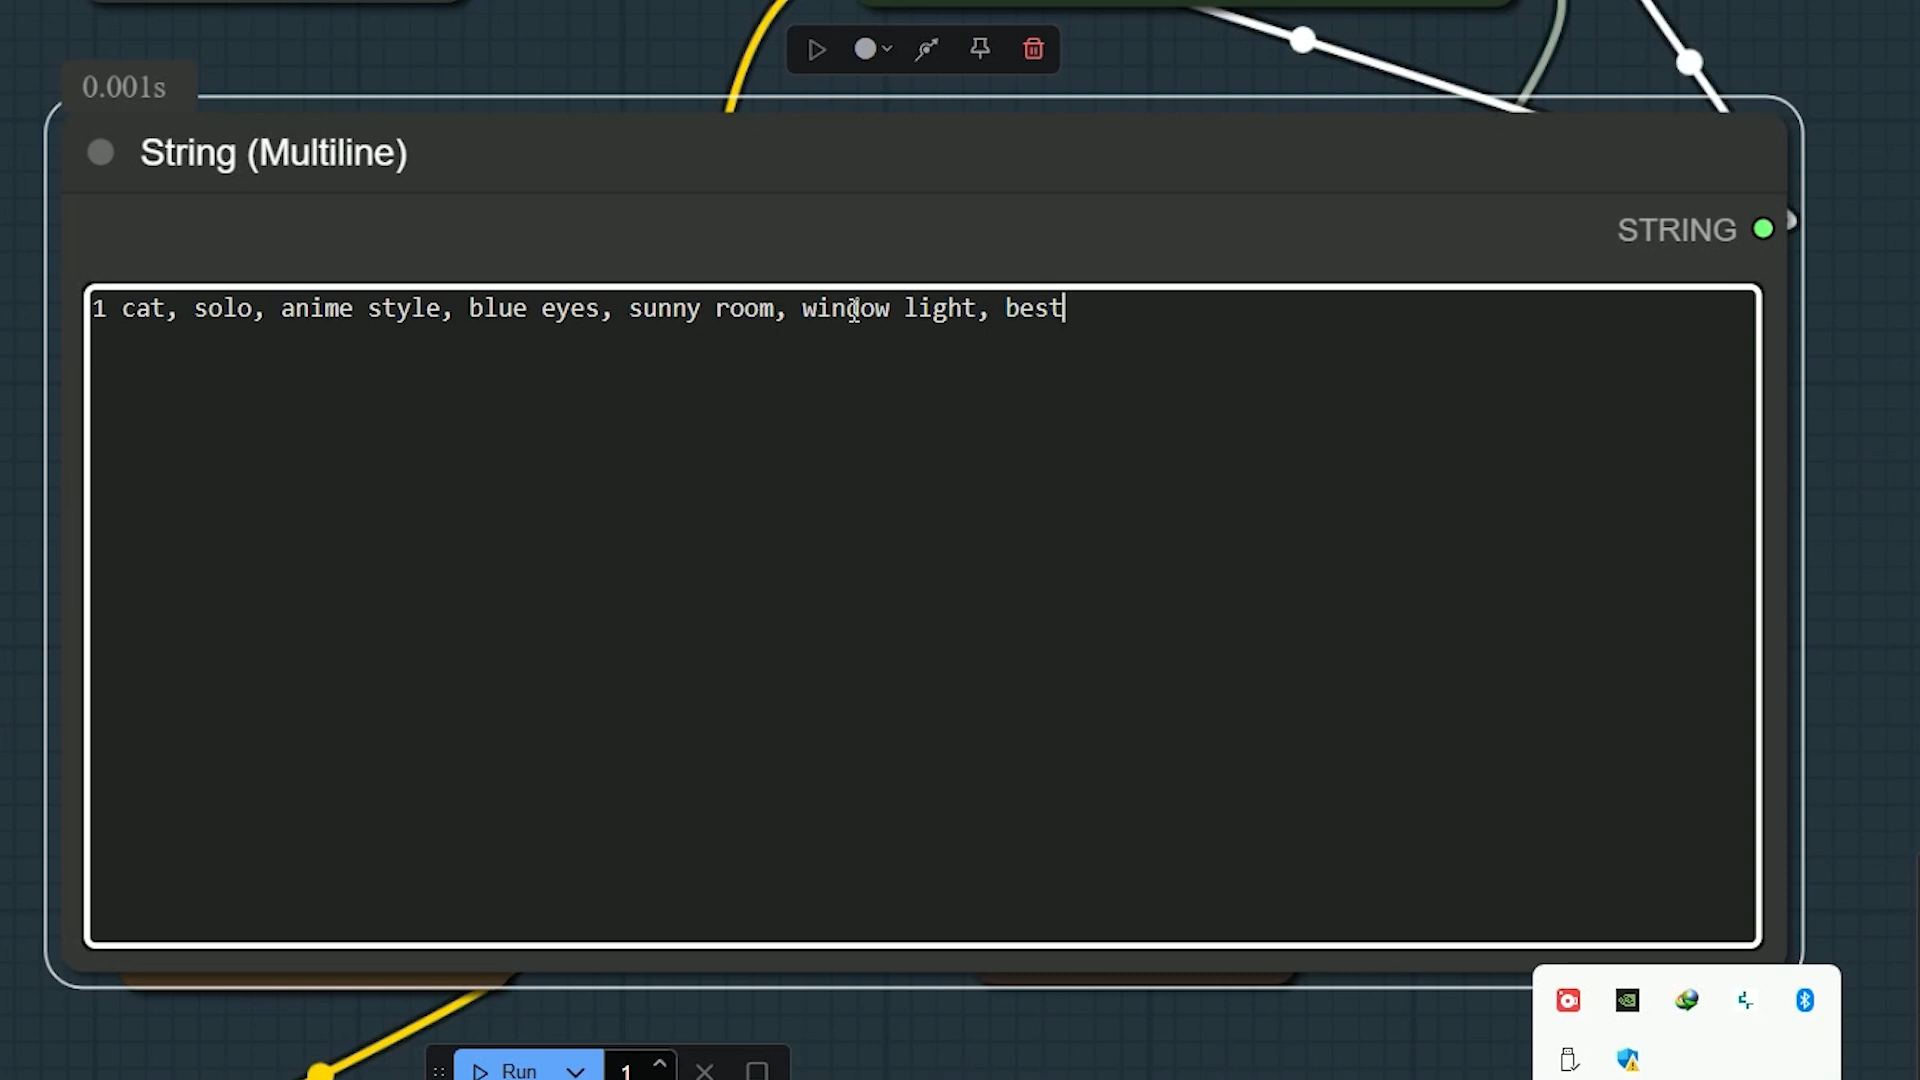 0.001s
String (Multiline)
STRING
1 cat, solo, anime style, blue eyes, sunny room, window light, best
Run
1